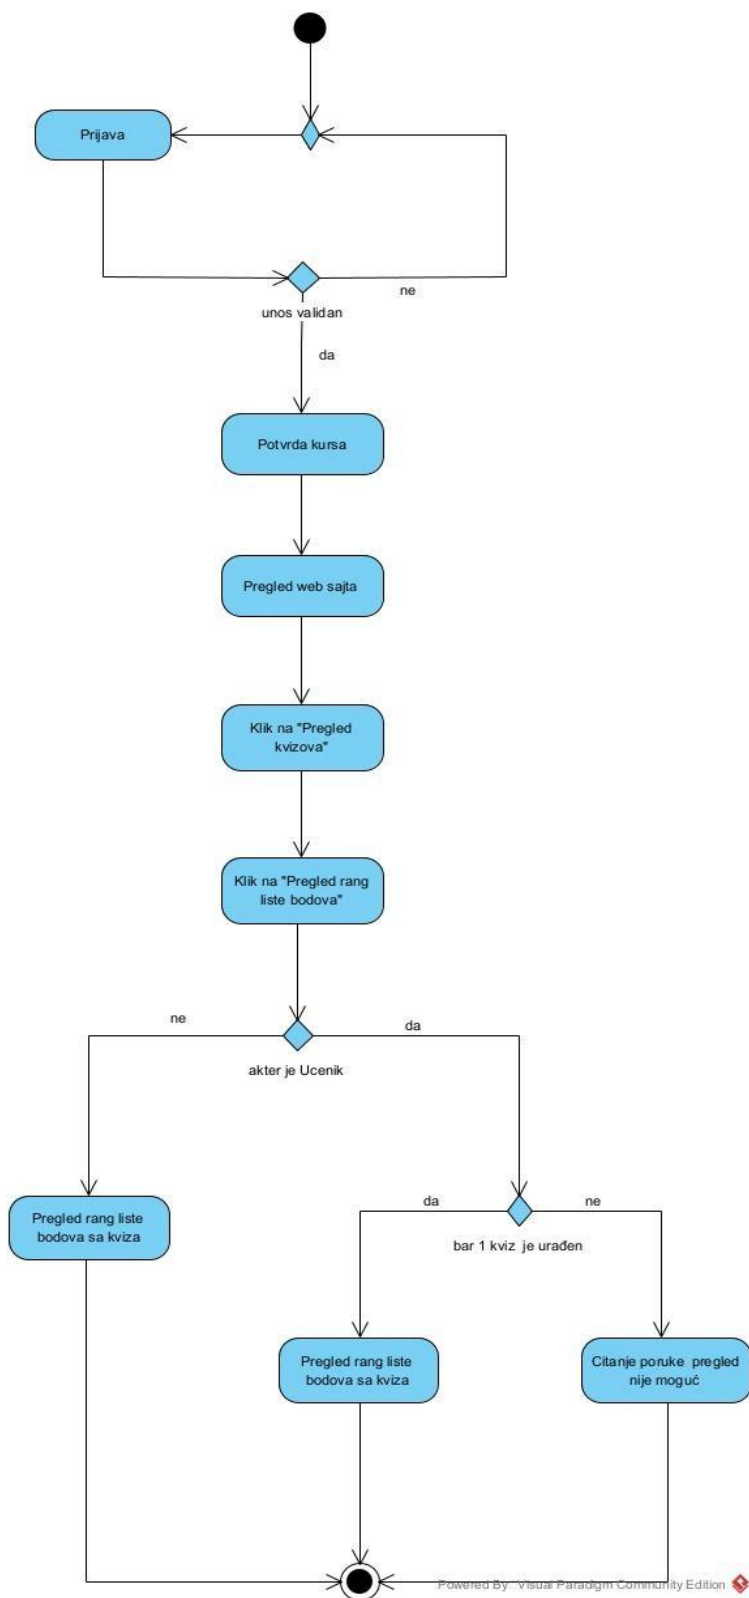 Prijava
ne
unos validan
da
Potvrda kursa
Pregled web sajta
Klik na "Pregled
kvizova"
Klik na "Pregled rang
liste bodova"
ne
da
akter je Ucenik
Pregled rang liste
bodova sa kviza
da
ne
bar 1 kviz je urađen
Pregled rang liste
bodova sa kviza
Citanje poruke pregled
nije moguć
Powered By: Visual Paradigm Community Edition